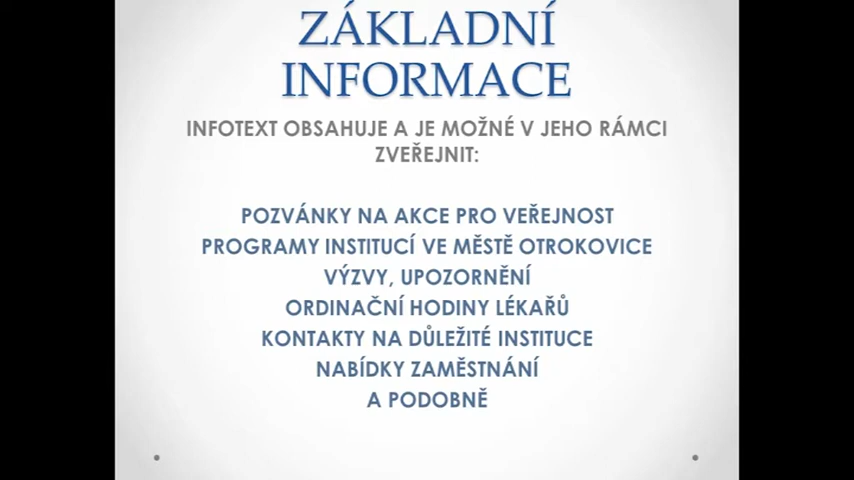 ZÁKLADNÍ
INFORMACE
INFOTEXT OBSAHUJE A JE MOŽNÉ V JEHO RÁMCI
ZVEŘEJNIT:
POZVÁNKY NA AKCE PRO VEŘEJNOST
PROGRAMY INSTITUCÍ VE MĚSTĚ OTROKOVICE
VÝZVY, UPOZORNĚNÍ
ORDINAČNÍ HODINY LÉKAŘŮ
KONTAKTY NA DŮLEŽITÉ INSTITUCE
NABÍDKY ZAMĚSTNÁNÍ
A PODOBNĚ